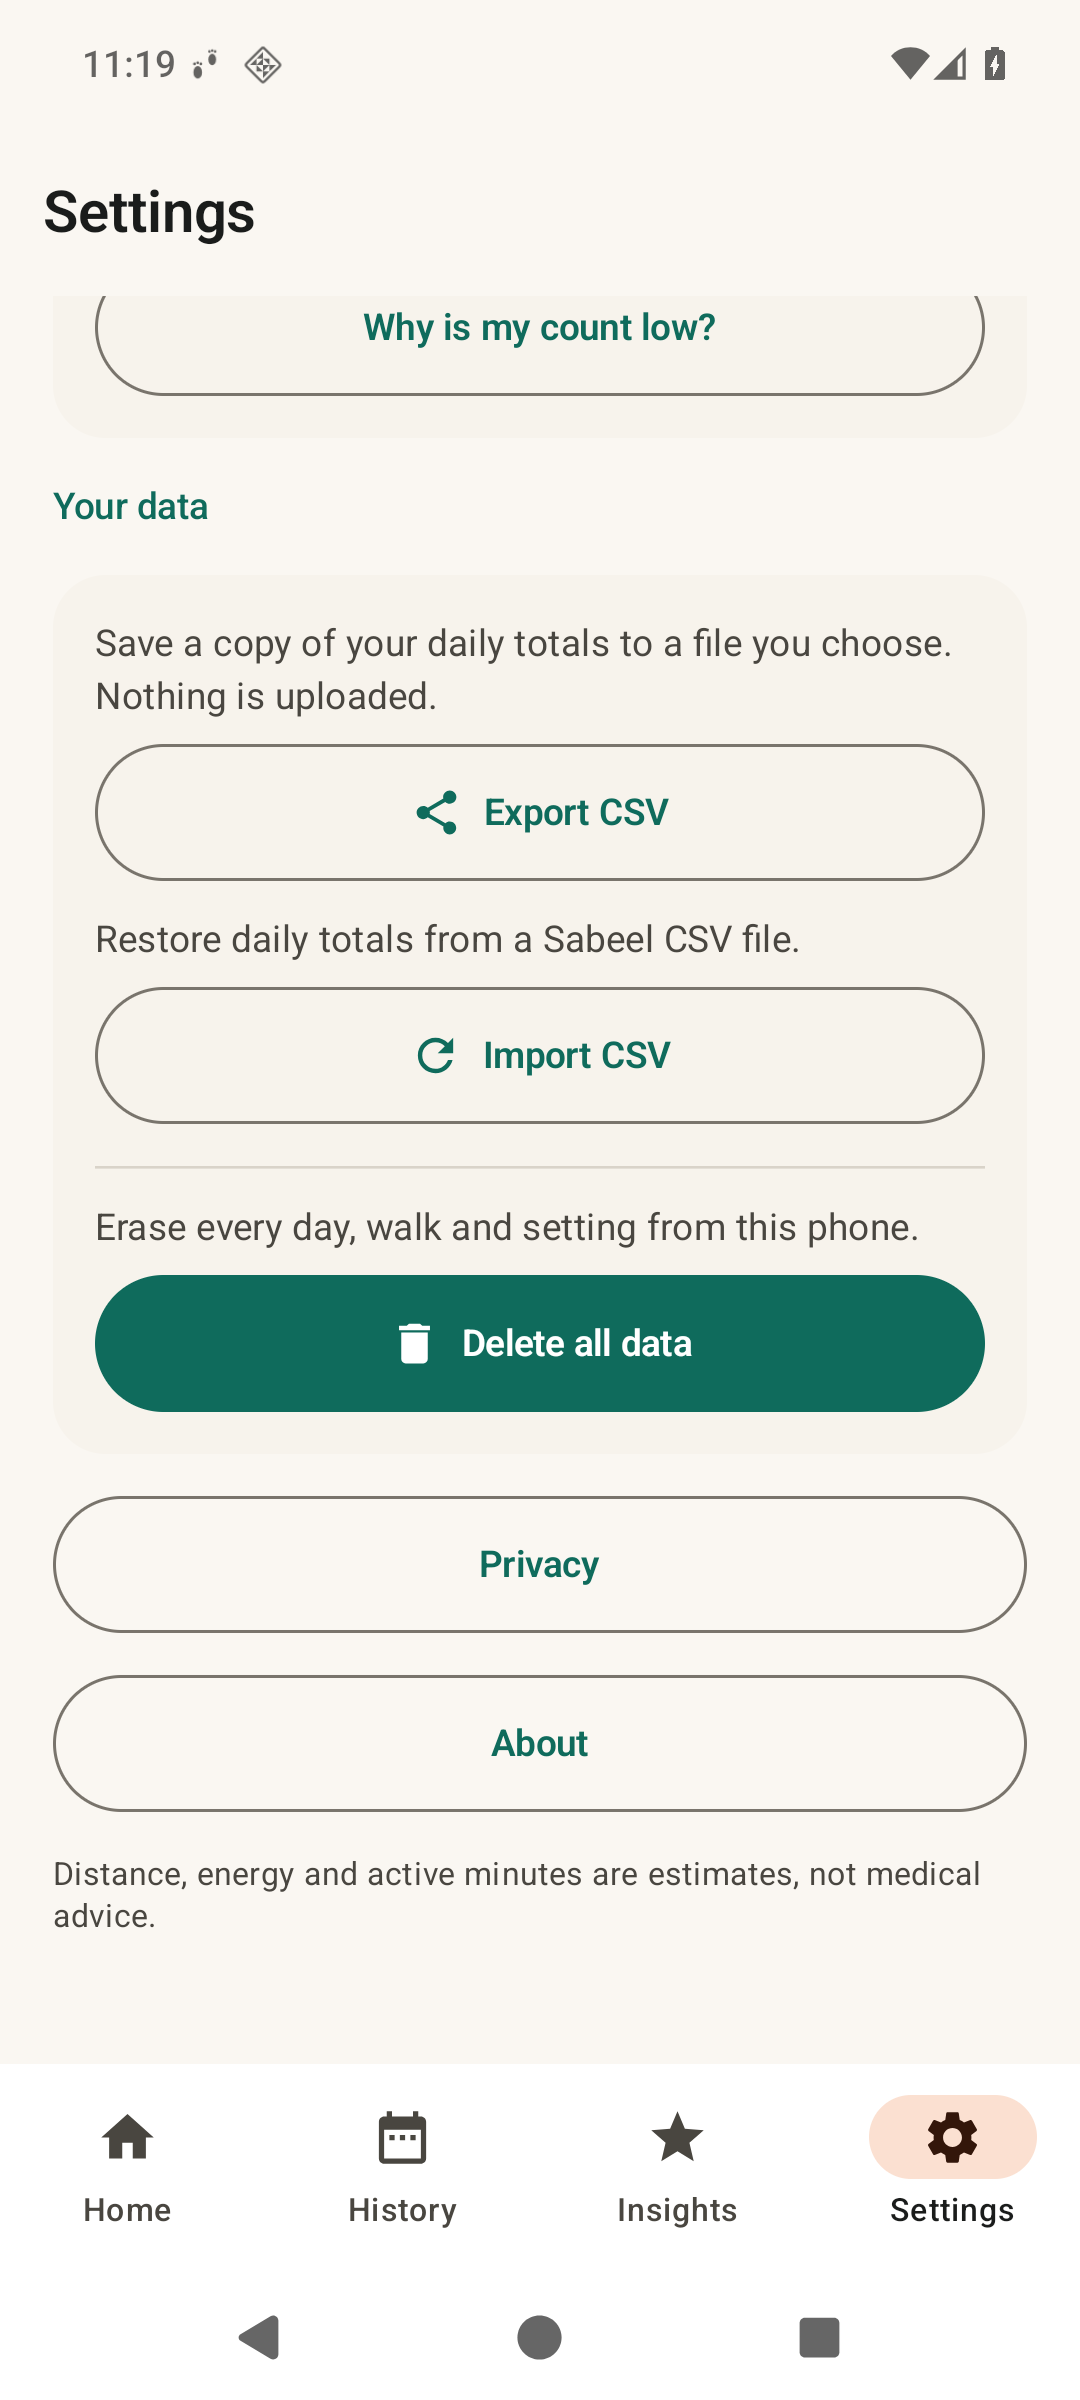 11:19
Settings
Why is my count low?
Your data
Save a copy of your daily totals to a file you choose.
Nothing is uploaded.
Export CSV
Restore daily totals from a Sabeel CSV file.
Import CSV
Erase every day, walk and setting from this phone.
Delete all data
Privacy
About
Distance, energy and active minutes are estimates, not medical
advice.
Home
History
Insights
Settings